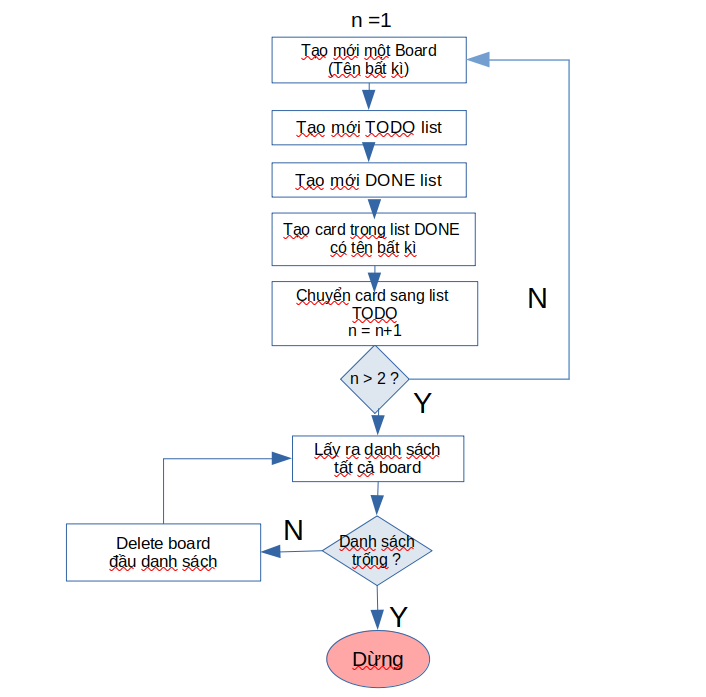 n =1
Tạo mới một Board
(Tên bất kì)
Tạo mới TODO list
Tạo mới DONE list
Tạo card trong list DONE
có tên bất kì
Chuyển card sang list
TODO
n = n+1
N
n > 2 ?
Y
Lấy ra danh sách
tất cả board
N
Danh sách
trống ?
Delete board
đầu danh sách
Y
Dừng